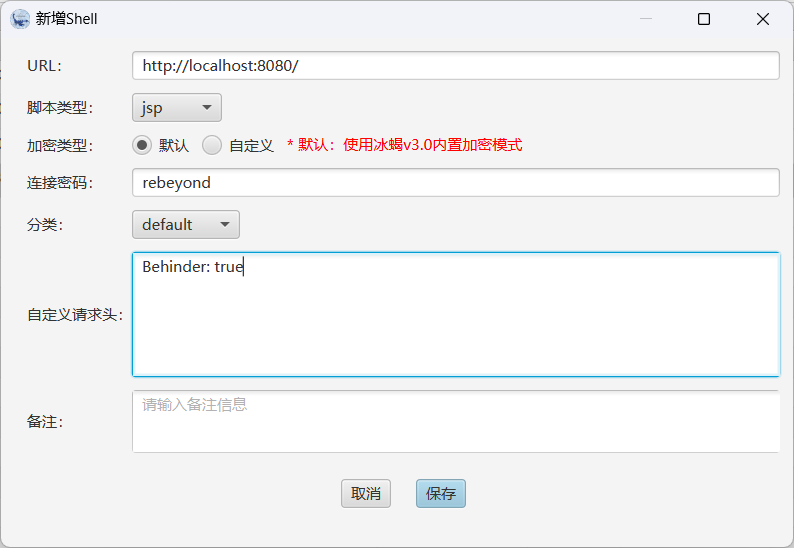 新增Shell
URL:
http://localhost:8080/
脚本类型:
jsp
加密类型:
默认 自定义 * 默认：使用冰蝎v3.0内置加密模式
连接密码:
rebeyond
分类:
default
自定义请求头:
Behinder: true
备注:
请输入备注信息
取消 保存